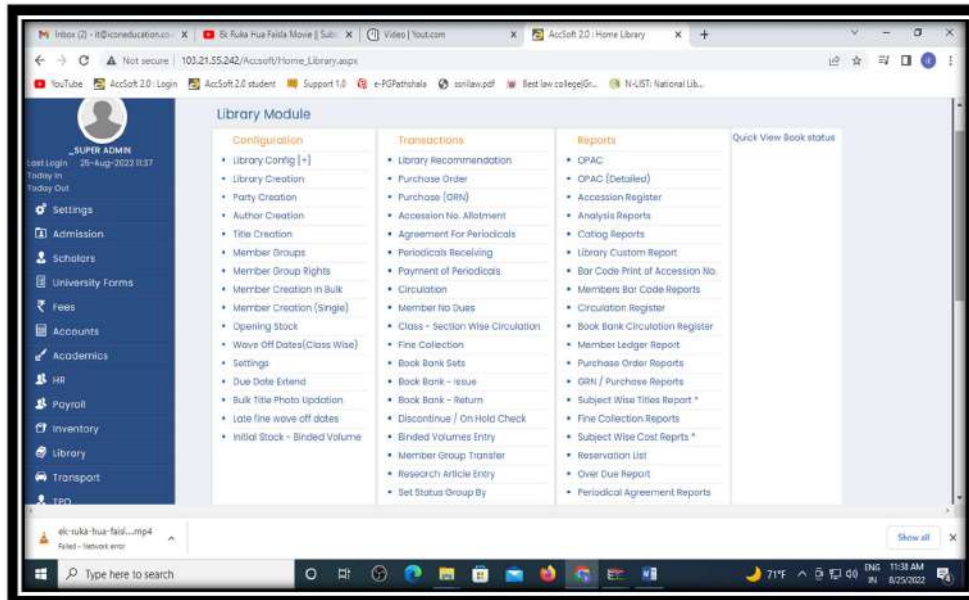 Inbox (2) - it@iconeducation.co
Ek Ruka Hua Faisla Movie || Sub
Video | Yout.com
AccSoft 2.0 : Home Library
Not secure | 103.21.55.242/Accsoft/Home_Library.aspx
YouTube
AccSoft 2.0 : Login
AccSoft 2.0 student
Support 1.0
e-PGPathshala
ssnilaw.pdf
Best law college|Gr...
N-LIST: National Lib...
_SUPER ADMIN
Last Login 25-Aug-2022 11:37
Today In
Today Out
Settings
Admission
Scholars
University Forms
Fees
Accounts
Academics
HR
Payroll
Inventory
Library
Transport
TPO
Library Module
Configuration
Library Config [+]
Library Creation
Party Creation
Author Creation
Title Creation
Member Groups
Member Group Rights
Member Creation In Bulk
Member Creation (Single)
Opening Stock
Wave Off Dates(Class Wise)
Settings
Due Date Extend
Bulk Title Photo Updation
Late fine wave off dates
Initial Stock - Binded Volume
Transactions
Library Recommendation
Purchase Order
Purchase (GRN)
Accession No. Allotment
Agreement For Periodicals
Periodicals Receiving
Payment of Periodicals
Circulation
Member No Dues
Class - Section Wise Circulation
Fine Collection
Book Bank Sets
Book Bank - Issue
Book Bank - Return
Discontinue / On Hold Check
Binded Volumes Entry
Member Group Transfer
Research Article Entry
Set Status Group By
Reports
OPAC
OPAC (Detailed)
Accession Register
Analysis Reports
Catlog Reports
Library Custom Report
Bar Code Print of Accession No.
Members Bar Code Reports
Circulation Register
Book Bank Circulation Register
Member Ledger Report
Purchase Order Reports
GRN / Purchase Reports
Subject Wise Titles Report *
Fine Collection Reports
Subject Wise Cost Reprts *
Reservation List
Over Due Report
Periodical Agreement Reports
Quick View Book status
ek-ruka-hua-faisl....mp4
Failed - Network error
Show all
Type here to search
71°F
ENG
IN
11:38 AM
8/25/2022